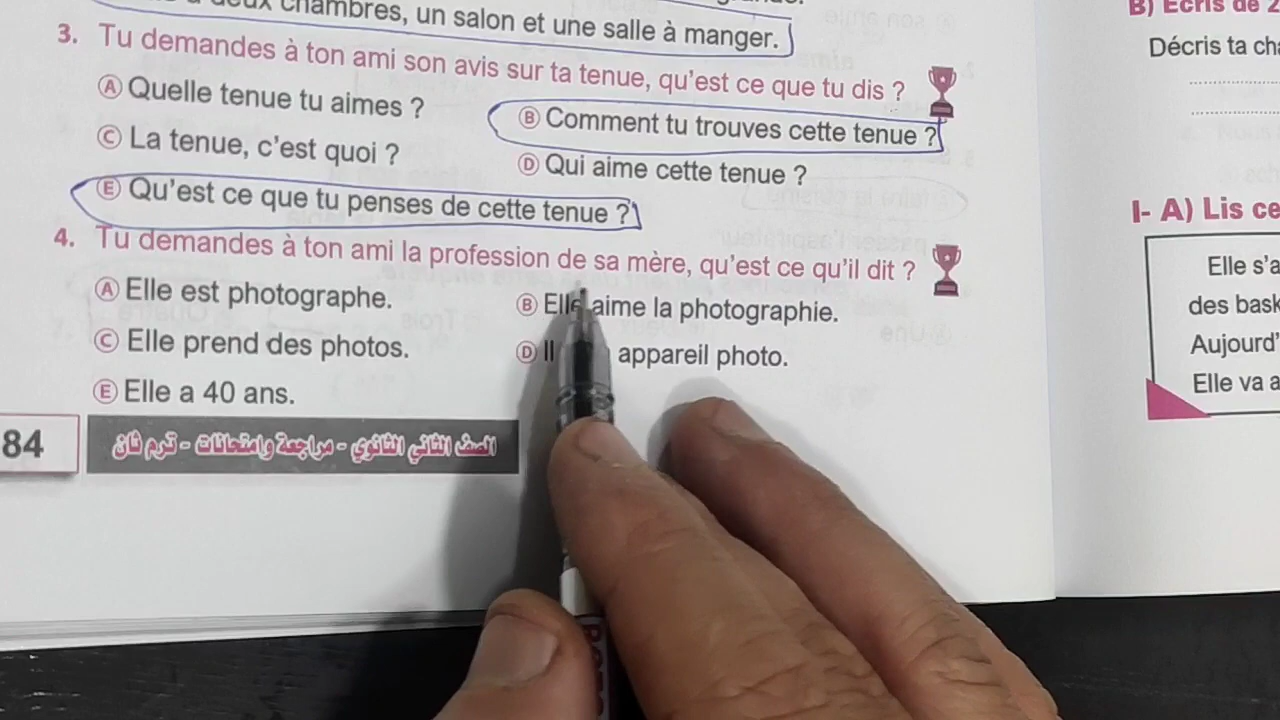 chambres, un salon et une salle à manger.
3. Tu demandes à ton ami son avis sur ta tenue, qu'est ce que tu dis ?
A Quelle tenue tu aimes ?
B Comment tu trouves cette tenue ?
C La tenue, c'est quoi ?
D Qui aime cette tenue ?
E Qu'est ce que tu penses de cette tenue ?
4. Tu demandes à ton ami la profession de sa mère, qu'est ce qu'il dit ?
A Elle est photographe.
B Elle aime la photographie.
C Elle prend des photos.
D Il appareil photo.
E Elle a 40 ans.
84
الصف الثاني الثانوي - مراجعة وامتحانات - ترم ثان
B) Écris de 2
Décris ta
I- A) Lis ce
Elle s'a
des bask
Aujourd'
Elle va a